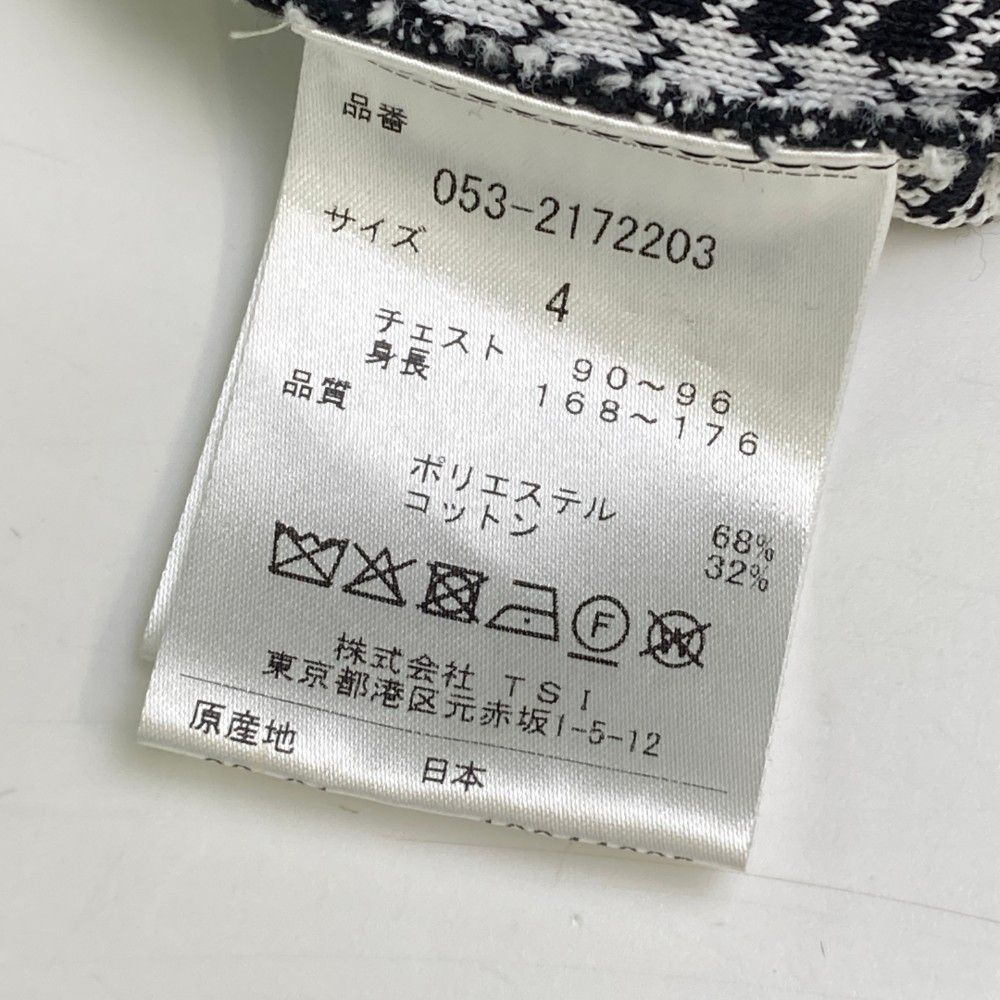 品番
053-2172203
サイズ
4
チェスト 90～96
身長 168～176
品質
ポリエステル 68%
コットン 32%
F
W
株式会社 TSI
東京都港区元赤坂1-5-12
原産地
日本